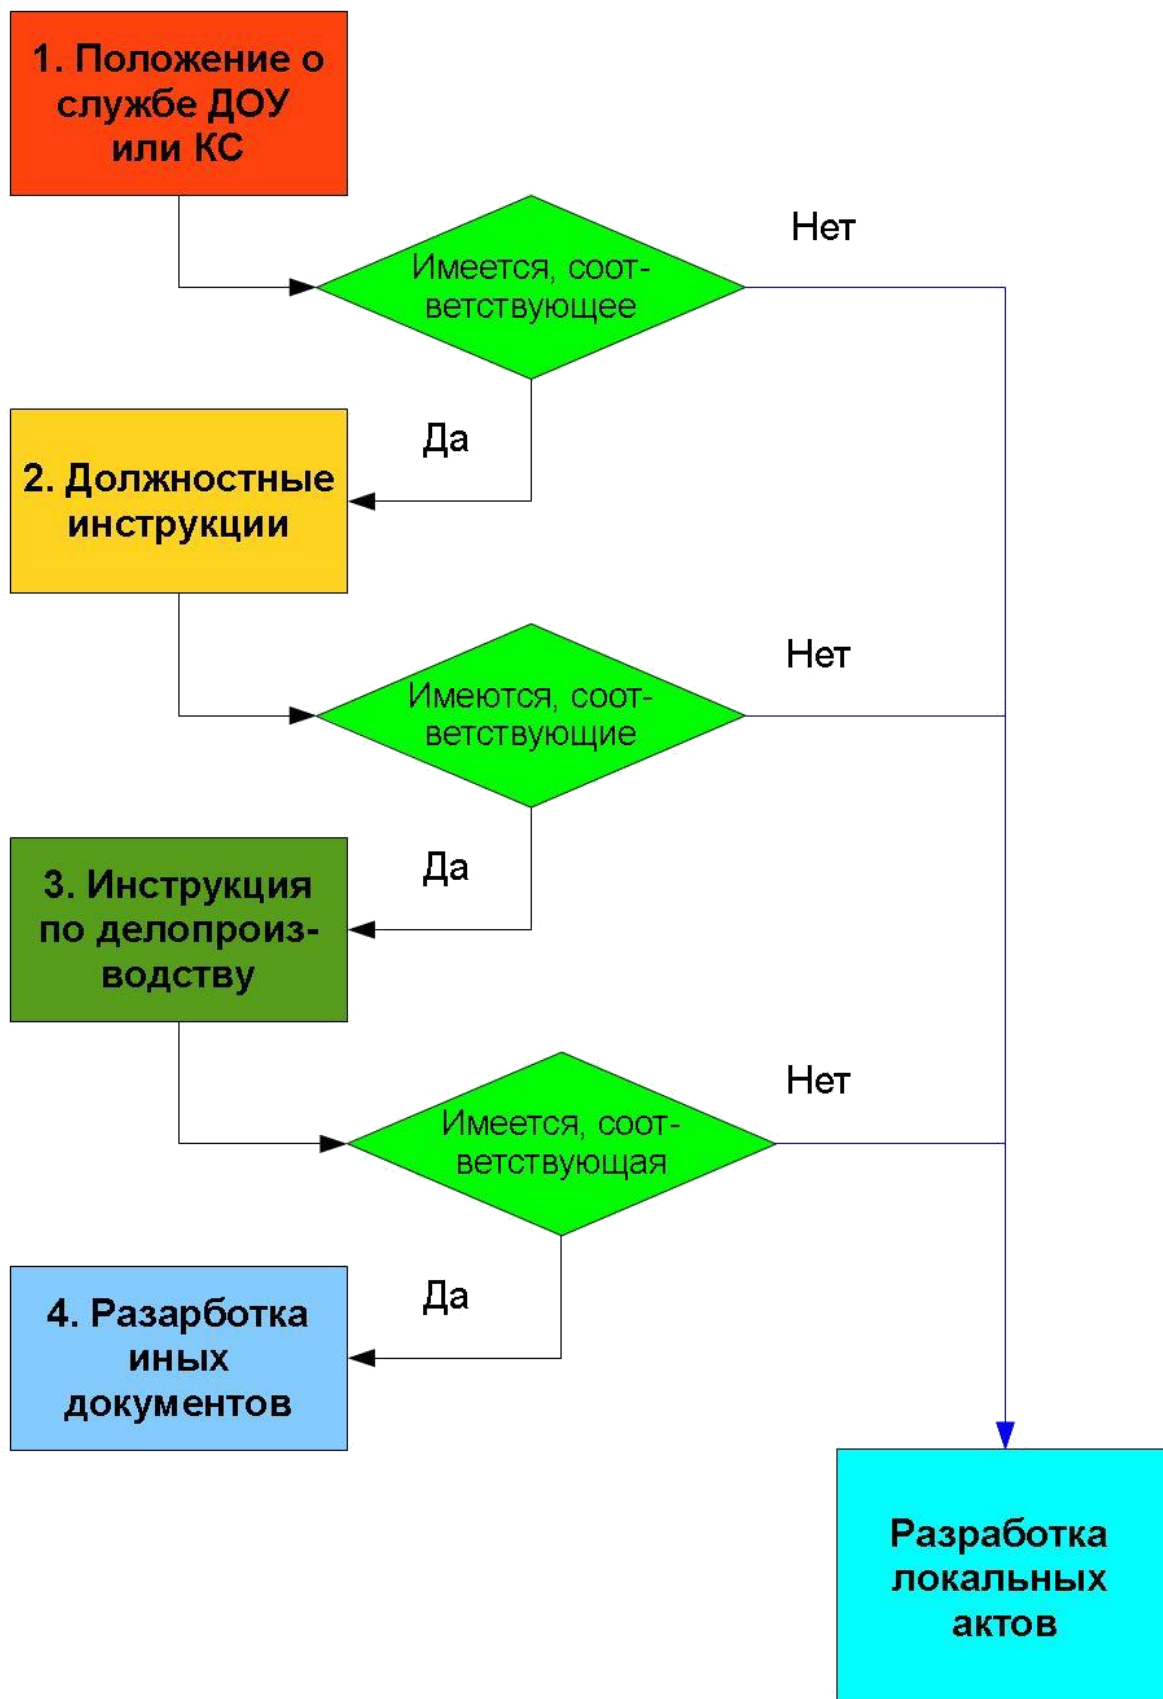 1. Положение о
службе ДОУ
или КС
Нет
Имеется, соот-
ветствующее
Да
2. Должностные
инструкции
Нет
Имеются, соот-
ветствующие
Да
3. Инструкция
по делопроиз-
водству
Нет
Имеется, соот-
ветствующая
Да
4. Разарботка
иных
документов
Разработка
локальных
актов